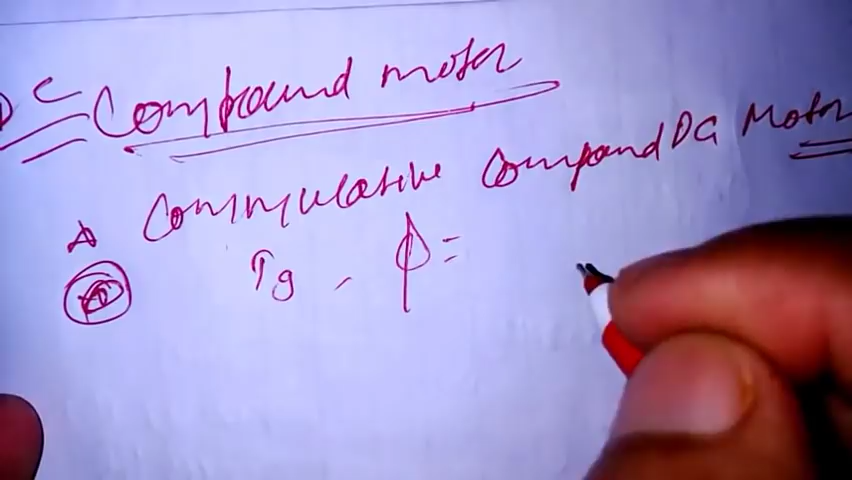 DC Compound motor
Commulative Compound DC Motor
Tg - φ =